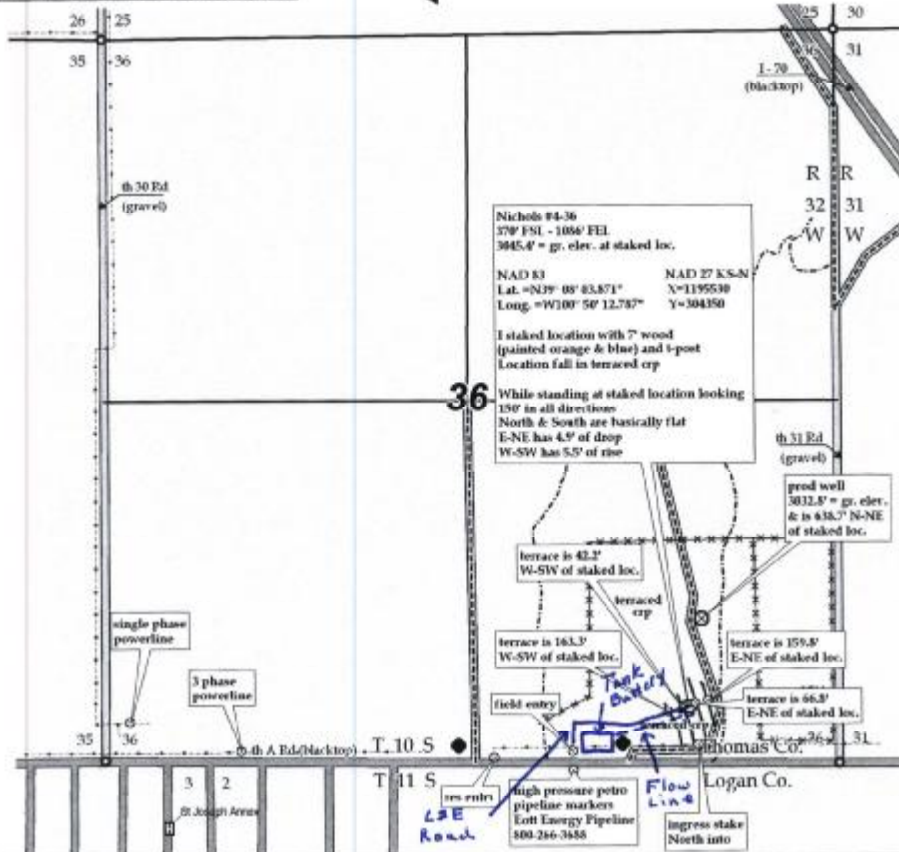 26
25
25
30
35
36
36
31
I-70
(blacktop)
R
R
32
31
W
W
th 30 Rd
(gravel)
Nichols #4-36
370' FSL - 1086' FEL
3045.4' = gr. elev. at staked loc.
NAD 83
NAD 27 KS-N
Lat. =N39° 08' 03.871"
X=1195530
Long. =W100° 50' 12.787"
Y=304350
I staked location with 7' wood
(painted orange & blue) and t-post
Location fall in terraced crp
While standing at staked location looking
150' in all directions
North & South are basically flat
E-NE has 4.9' of drop
W-SW has 5.5' of rise
36
th 31 Rd
(gravel)
prod well
3032.8' = gr. elev.
& is 638.7' N-NE
of staked loc.
terrace is 42.2'
W-SW of staked loc.
terraced
crp
single phase
powerline
terrace is 163.3'
W-SW of staked loc.
terrace is 159.8'
E-NE of staked loc.
3 phase
powerline
Tank
Battery
field entry
terrace is 66.8'
E-NE of staked loc.
terraced crp
35
36
th A Rd (blacktop)
T. 10 S
Thomas Co.
36
31
T 11 S
Logan Co.
3
2
St Joseph Annex
H
res entry
high pressure petro
pipeline markers
Eott Energy Pipeline
800-266-3688
Flow
Line
LSE
Road
ingress stake
North into